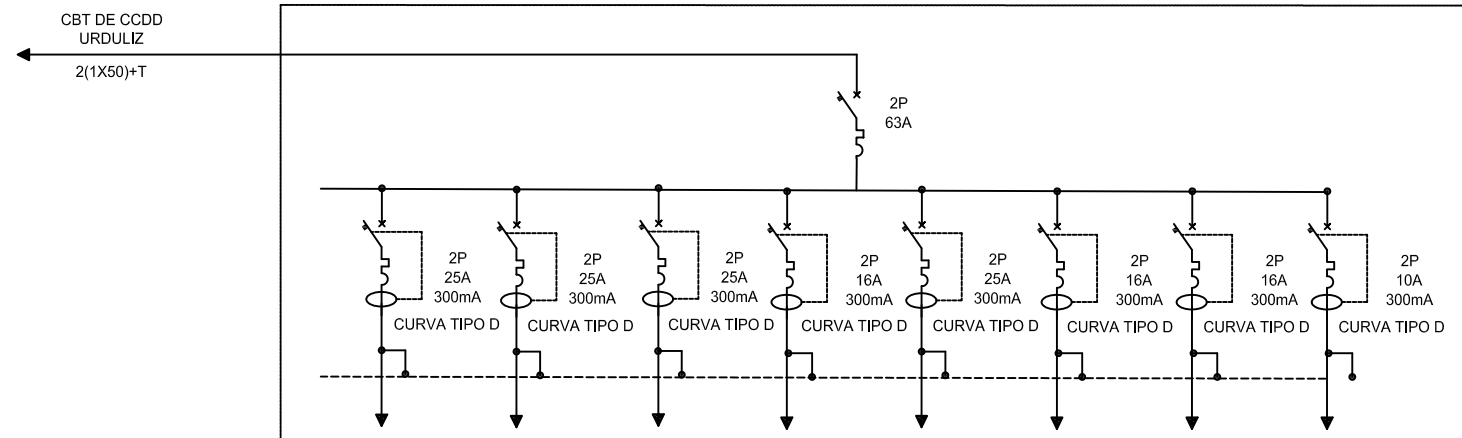 CBT DE CCDD
URDULIZ
2(1X50)+T
2P
63A
2P
25A
300mA
CURVA TIPO D
2P
25A
300mA
CURVA TIPO D
2P
25A
300mA
CURVA TIPO D
2P
16A
300mA
CURVA TIPO D
2P
25A
300mA
CURVA TIPO D
2P
16A
300mA
CURVA TIPO D
2P
16A
300mA
CURVA TIPO D
2P
10A
300mA
CURVA TIPO D